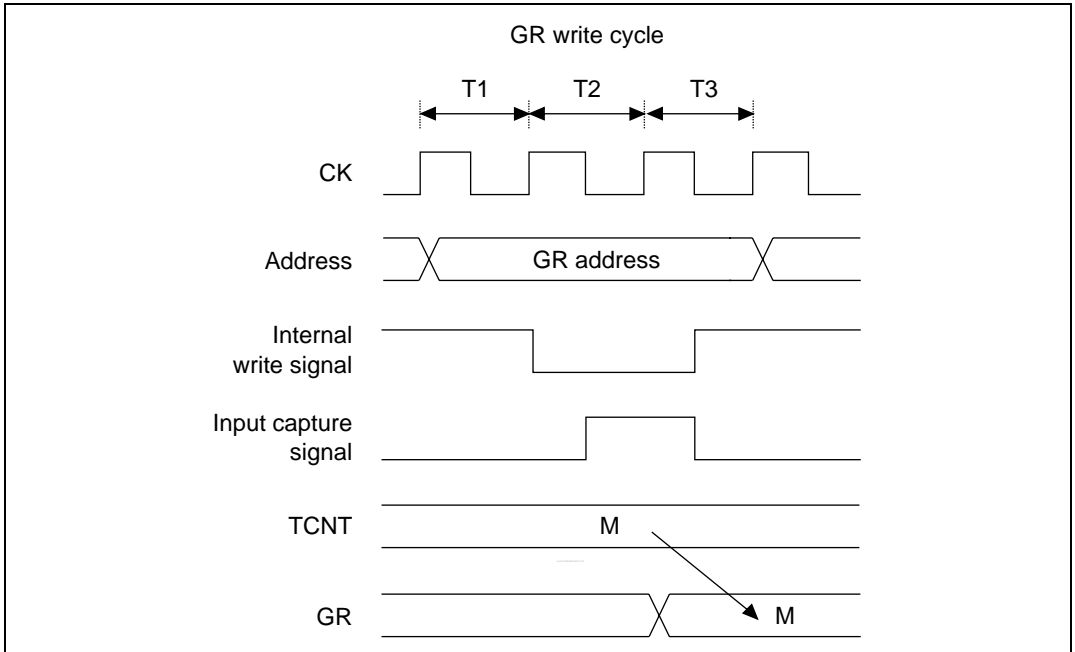 GR write cycle
T1 T2 T3
CK
Address
GR address
Internal
write signal
Input capture
signal
TCNT
M
GR
M